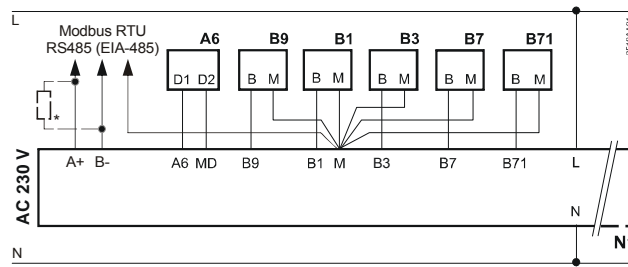 L
Modbus RTU
RS485 (EIA-485)
A6 B9 B1 B3 B7 B71
D1 D2 B M B M B M B M B M
*
A+ B- A6 MD B9 B1 M B3 B7 B71 L
AC 230 V
N
N